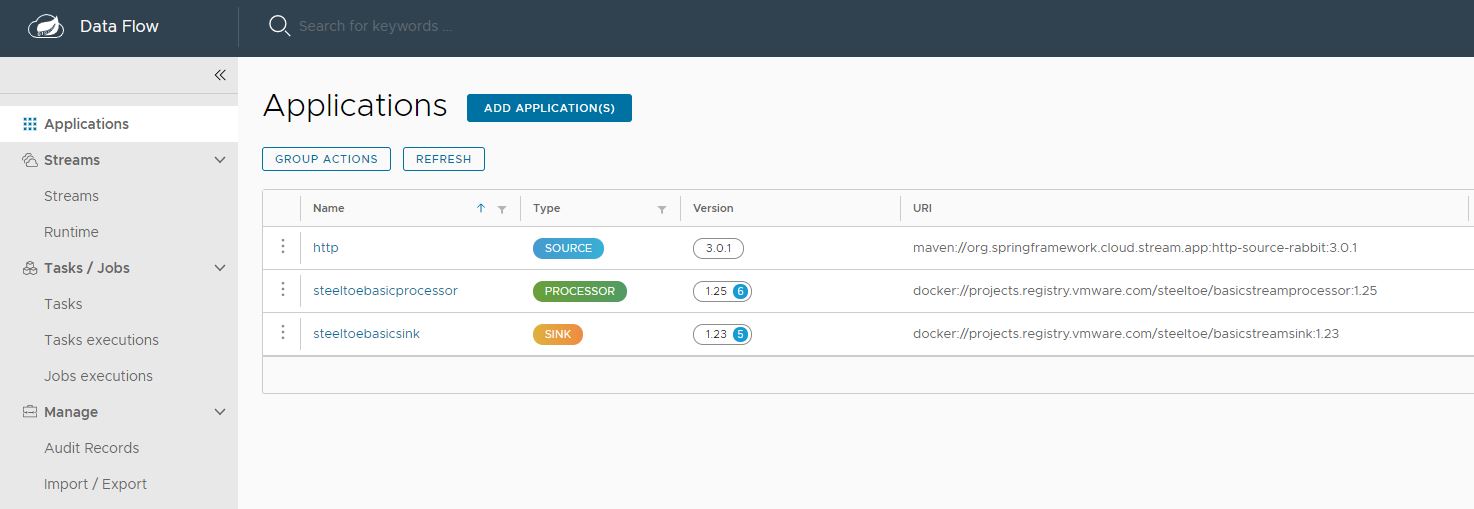 Data Flow
Search for keywords ...
Applications
Streams
Streams
Runtime
Tasks / Jobs
Tasks
Tasks executions
Jobs executions
Manage
Audit Records
Import / Export
Applications ADD APPLICATION(S)
GROUP ACTIONS REFRESH
Name Type Version URI
http SOURCE 3.0.1 maven://org.springframework.cloud.stream.app:http-source-rabbit:3.0.1
steeltoebasicprocessor PROCESSOR 1.25 6 docker://projects.registry.vmware.com/steeltoe/basicstreamprocessor:1.25
steeltoebasicsink SINK 1.23 5 docker://projects.registry.vmware.com/steeltoe/basicstreamsink:1.23